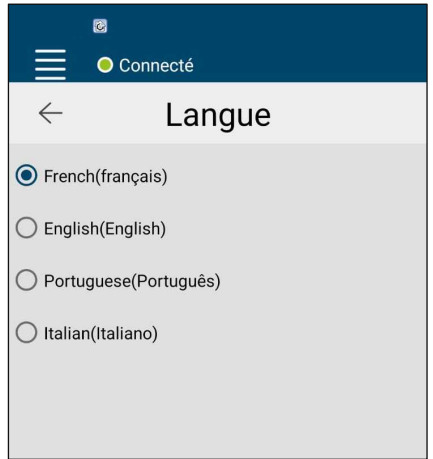 Connecté
Langue
French(français)
English(English)
Portuguese(Português)
Italian(Italiano)